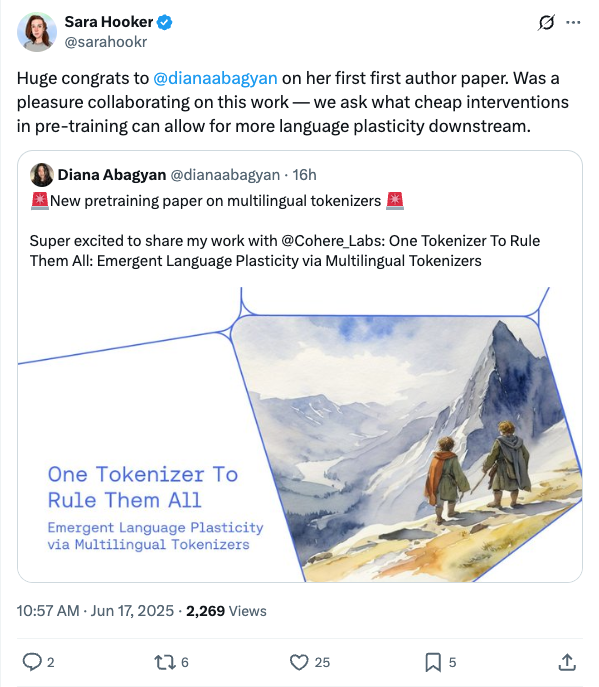 Sara Hooker
@sarahookr
Huge congrats to @dianaabagyan on her first first author paper. Was a
pleasure collaborating on this work — we ask what cheap interventions
in pre-training can allow for more language plasticity downstream.
Diana Abagyan @dianaabagyan · 16h
🚨New pretraining paper on multilingual tokenizers 🚨
Super excited to share my work with @Cohere_Labs: One Tokenizer To Rule
Them All: Emergent Language Plasticity via Multilingual Tokenizers
One Tokenizer To
Rule Them All
Emergent Language Plasticity
via Multilingual Tokenizers
10:57 AM · Jun 17, 2025 · 2,269 Views
2 6 25 5